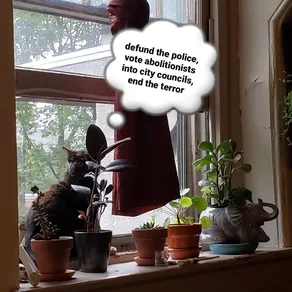 defund the police,
vote abolitionists
into city councils,
end the terror